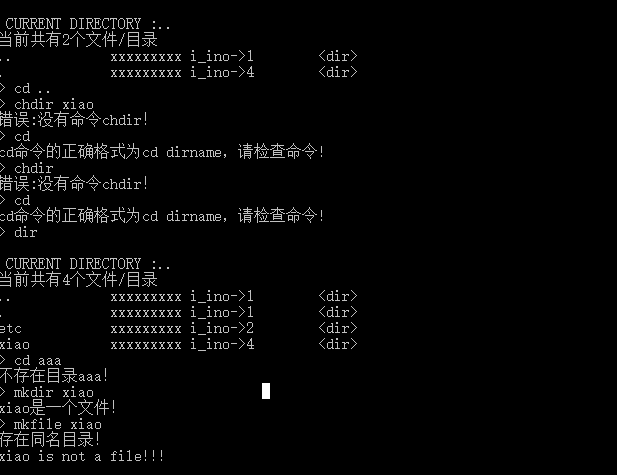 CURRENT DIRECTORY :..
当前共有2个文件/目录
.. xxxxxxxxx i_ino->1 <dir>
. xxxxxxxxx i_ino->4 <dir>
> cd ..
> chdir xiao
错误:没有命令chdir!
> cd
cd命令的正确格式为cd dirname，请检查命令!
> chdir
错误:没有命令chdir!
> cd
cd命令的正确格式为cd dirname，请检查命令!
> dir
CURRENT DIRECTORY :..
当前共有4个文件/目录
.. xxxxxxxxx i_ino->1 <dir>
. xxxxxxxxx i_ino->1 <dir>
etc xxxxxxxxx i_ino->2 <dir>
xiao xxxxxxxxx i_ino->4 <dir>
> cd aaa
不存在目录aaa!
> mkdir xiao
xiao是一个文件!
> mkfile xiao
存在同名目录!
xiao is not a file!!!